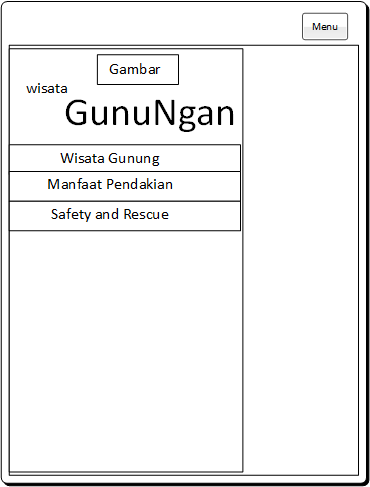 Menu
Gambar
wisata
GunuNgan
Wisata Gunung
Manfaat Pendakian
Safety and Rescue